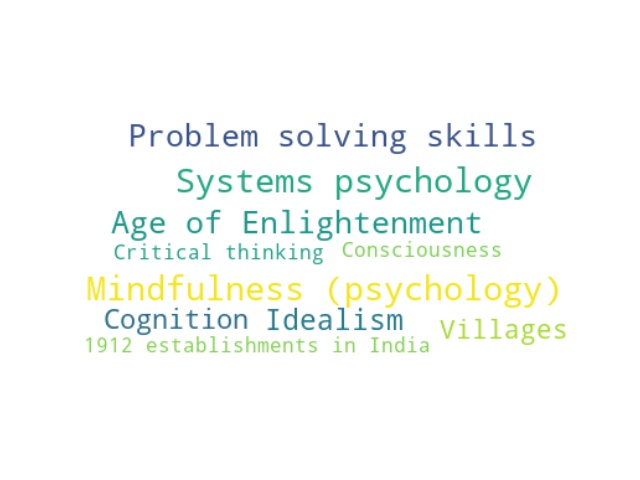 Problem solving skills
Systems psychology
Age of Enlightenment
Critical thinking Consciousness
Mindfulness (psychology)
Cognition Idealism Villages
1912 establishments in India